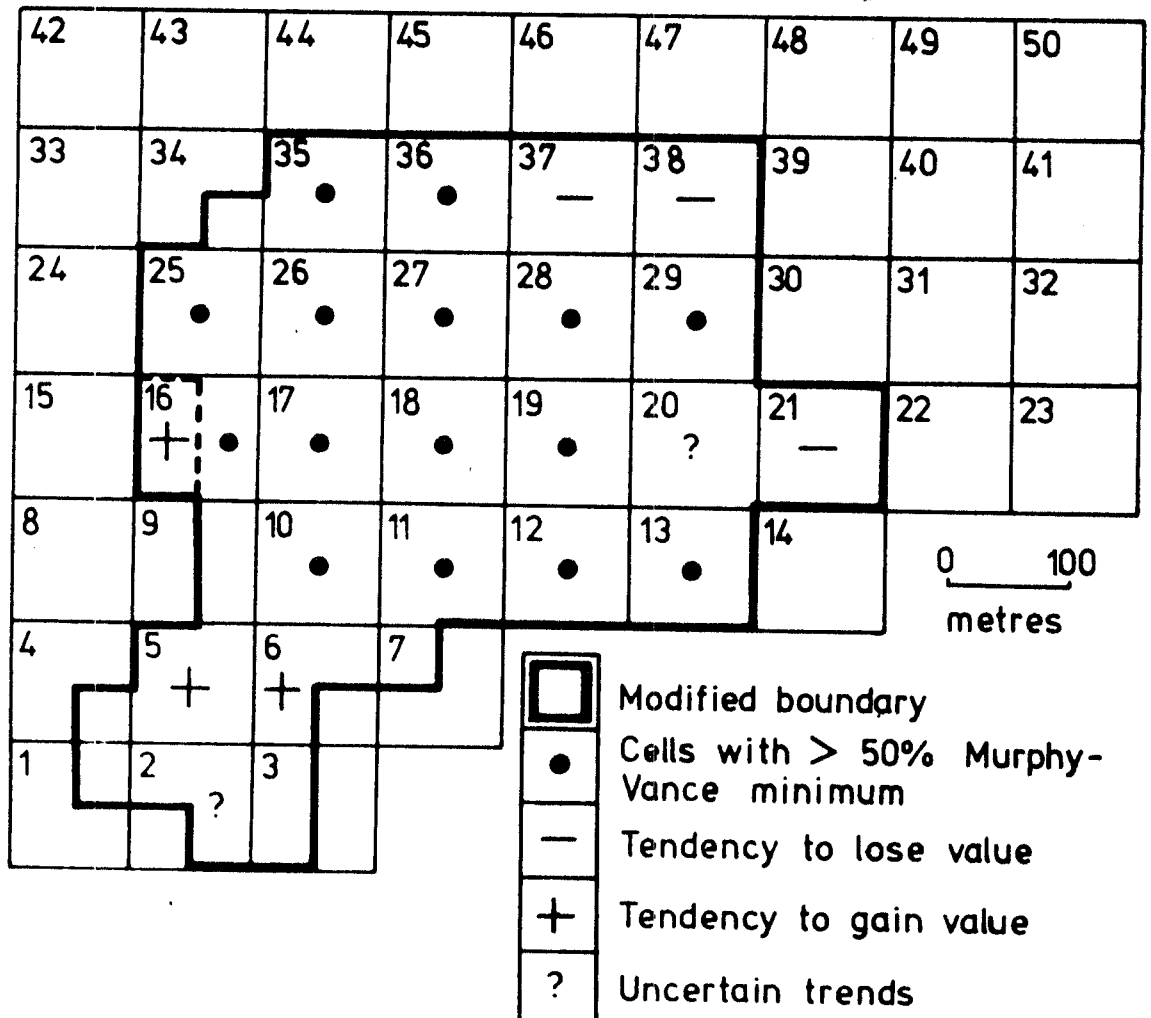 42 43 44 45 46 47 48 49 50
33 34 35 36 37 38 39 40 41
• • — —
24 25 26 27 28 29 30 31 32
• • • • •
15 16 17 18 19 20 21 22 23
+ • • • • ? —
8 9 10 11 12 13 14
• • • •
0 100
metres
4 5 6 7
+ +
1 2 3
?
Modified boundary
• Cells with > 50% Murphy-
Vance minimum
— Tendency to lose value
+ Tendency to gain value
? Uncertain trends